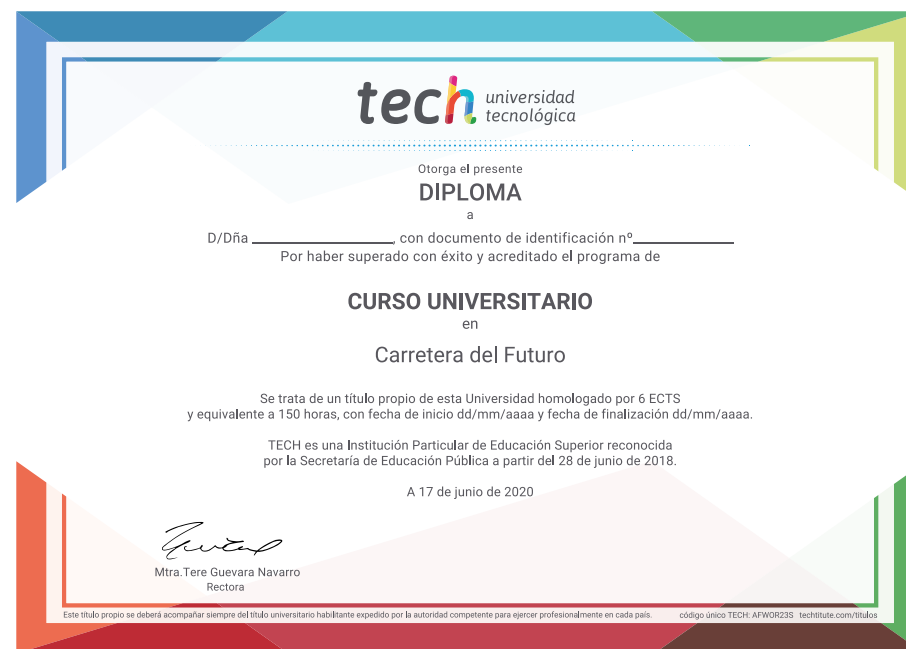 tech universidad
tecnológica
Otorga el presente
DIPLOMA
a
D/Dña ____________________, con documento de identificación nº______________
Por haber superado con éxito y acreditado el programa de
CURSO UNIVERSITARIO
en
Carretera del Futuro
Se trata de un título propio de esta Universidad homologado por 6 ECTS
y equivalente a 150 horas, con fecha de inicio dd/mm/aaaa y fecha de finalización dd/mm/aaaa.
TECH es una Institución Particular de Educación Superior reconocida
por la Secretaría de Educación Pública a partir del 28 de junio de 2018.
A 17 de junio de 2020
Mtra.Tere Guevara Navarro
Rectora
Este título propio se deberá acompañar siempre del título universitario habilitante expedido por la autoridad competente para ejercer profesionalmente en cada país. código único TECH: AFWOR23S techtitute.com/titulos